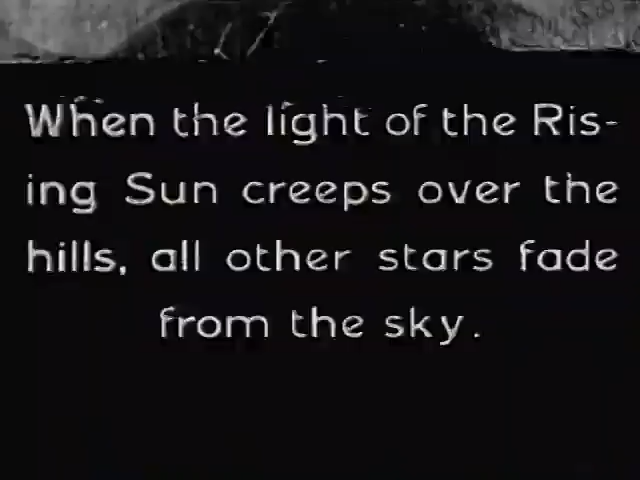 When the light of the Ris-
ing Sun creeps over the
hills, all other stars fade
from the sky.